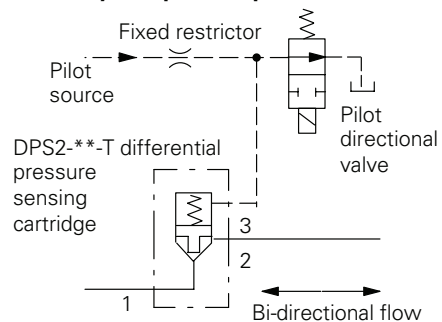 Fixed restrictor
Pilot
source
Pilot
directional
valve
DPS2-**-T differential
pressure
sensing
cartridge
3
2
1
Bi-directional flow